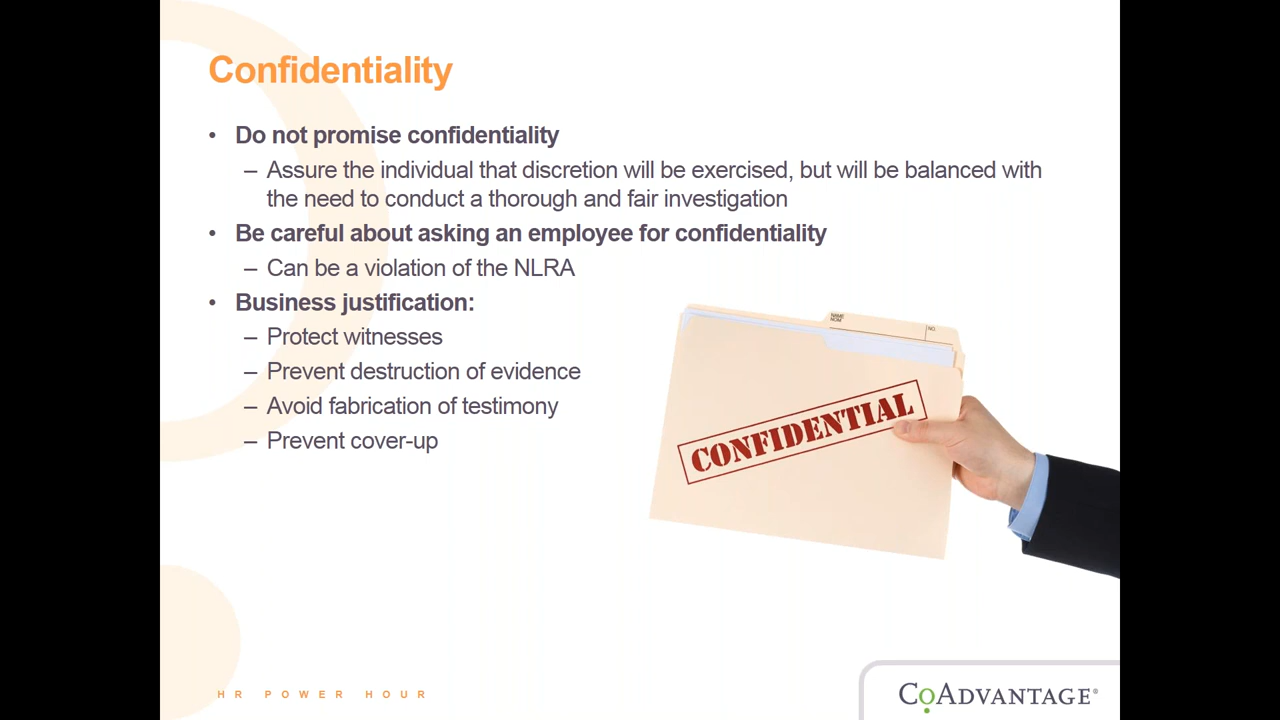 Confidentiality
• Do not promise confidentiality
– Assure the individual that discretion will be exercised, but will be balanced with
the need to conduct a thorough and fair investigation
• Be careful about asking an employee for confidentiality
– Can be a violation of the NLRA
• Business justification:
– Protect witnesses
– Prevent destruction of evidence
– Avoid fabrication of testimony
– Prevent cover-up
NAME
NOM
NO.
CONFIDENTIAL
HR POWER HOUR
CoAdvantage®